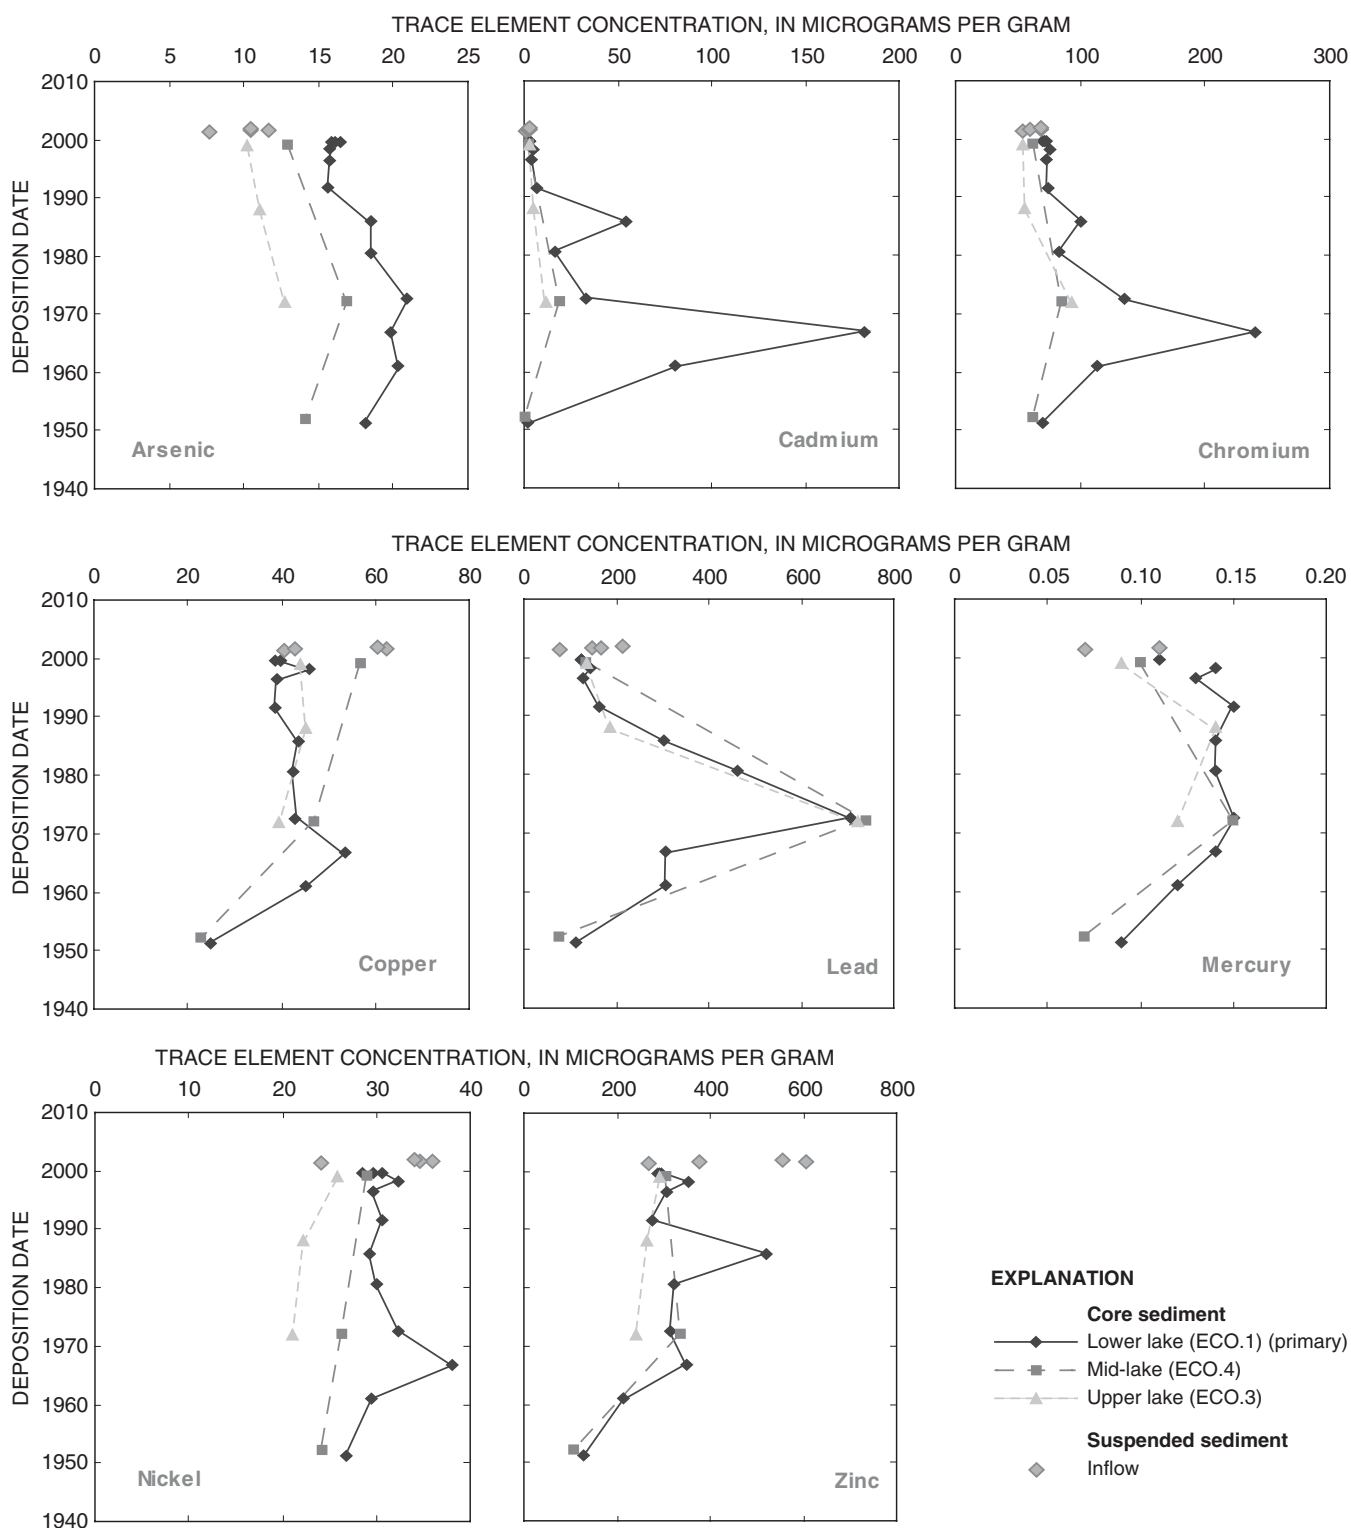 TRACE ELEMENT CONCENTRATION, IN MICROGRAMS PER GRAM
0 5 10 15 20 25 0 50 100 150 200 0 100 200 300
2010
2000
1990
1980
1970
1960
1950
1940
DEPOSITION DATE
Arsenic
Cadmium
Chromium
TRACE ELEMENT CONCENTRATION, IN MICROGRAMS PER GRAM
0 20 40 60 80 0 200 400 600 800 0 0.05 0.10 0.15 0.20
2010
2000
1990
1980
1970
1960
1950
1940
DEPOSITION DATE
Copper
Lead
Mercury
TRACE ELEMENT CONCENTRATION, IN MICROGRAMS PER GRAM
0 10 20 30 40 0 200 400 600 800
2010
2000
1990
1980
1970
1960
1950
1940
DEPOSITION DATE
Nickel
Zinc
EXPLANATION
Core sediment
Lower lake (ECO.1) (primary)
Mid-lake (ECO.4)
Upper lake (ECO.3)
Suspended sediment
Inflow